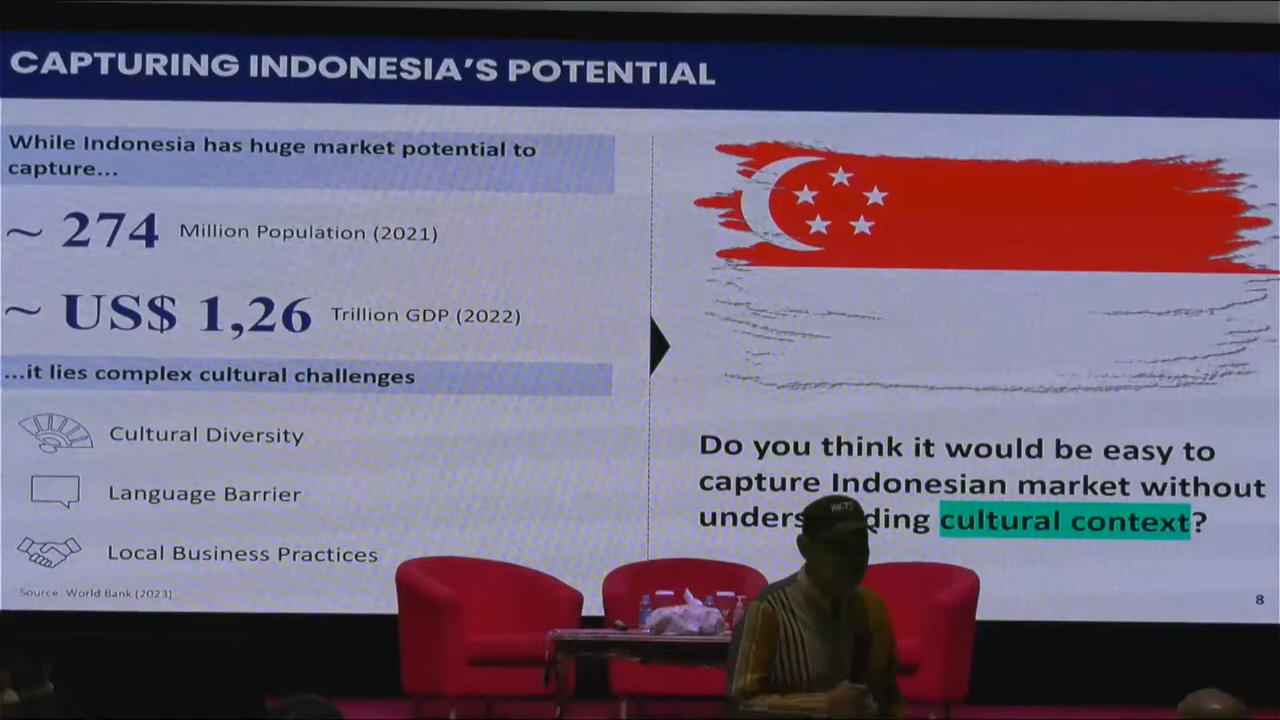 CAPTURING INDONESIA'S POTENTIAL
While Indonesia has huge market potential to
capture...
~ 274 Million Population (2021)
~ US$ 1,26 Trillion GDP (2022)
...it lies complex cultural challenges
Cultural Diversity
Language Barrier
Local Business Practices
Source: World Bank (2023)
Do you think it would be easy to
capture Indonesian market without
cultural context?
8